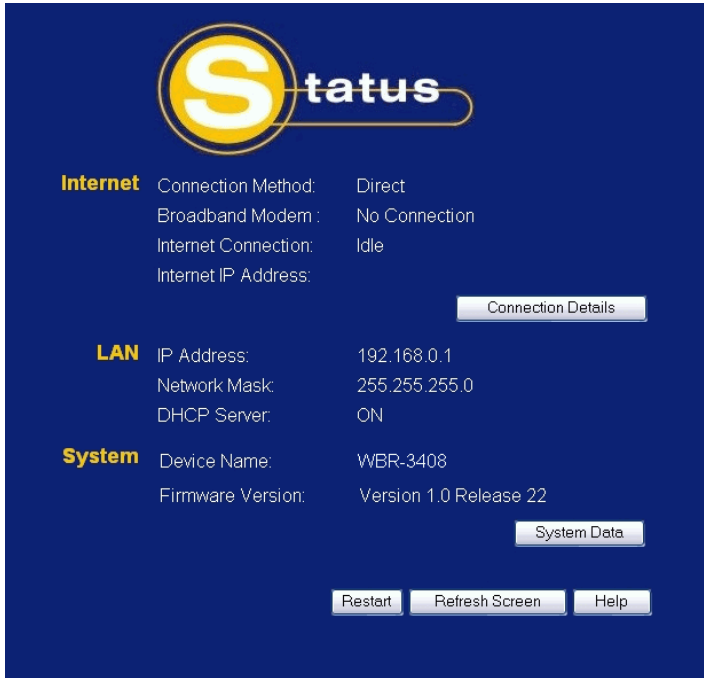 Status
Internet Connection Method: Direct
Broadband Modem : No Connection
Internet Connection: Idle
Internet IP Address:
Connection Details
LAN IP Address: 192.168.0.1
Network Mask: 255.255.255.0
DHCP Server: ON
System Device Name: WBR-3408
Firmware Version: Version 1.0 Release 22
System Data
Restart Refresh Screen Help